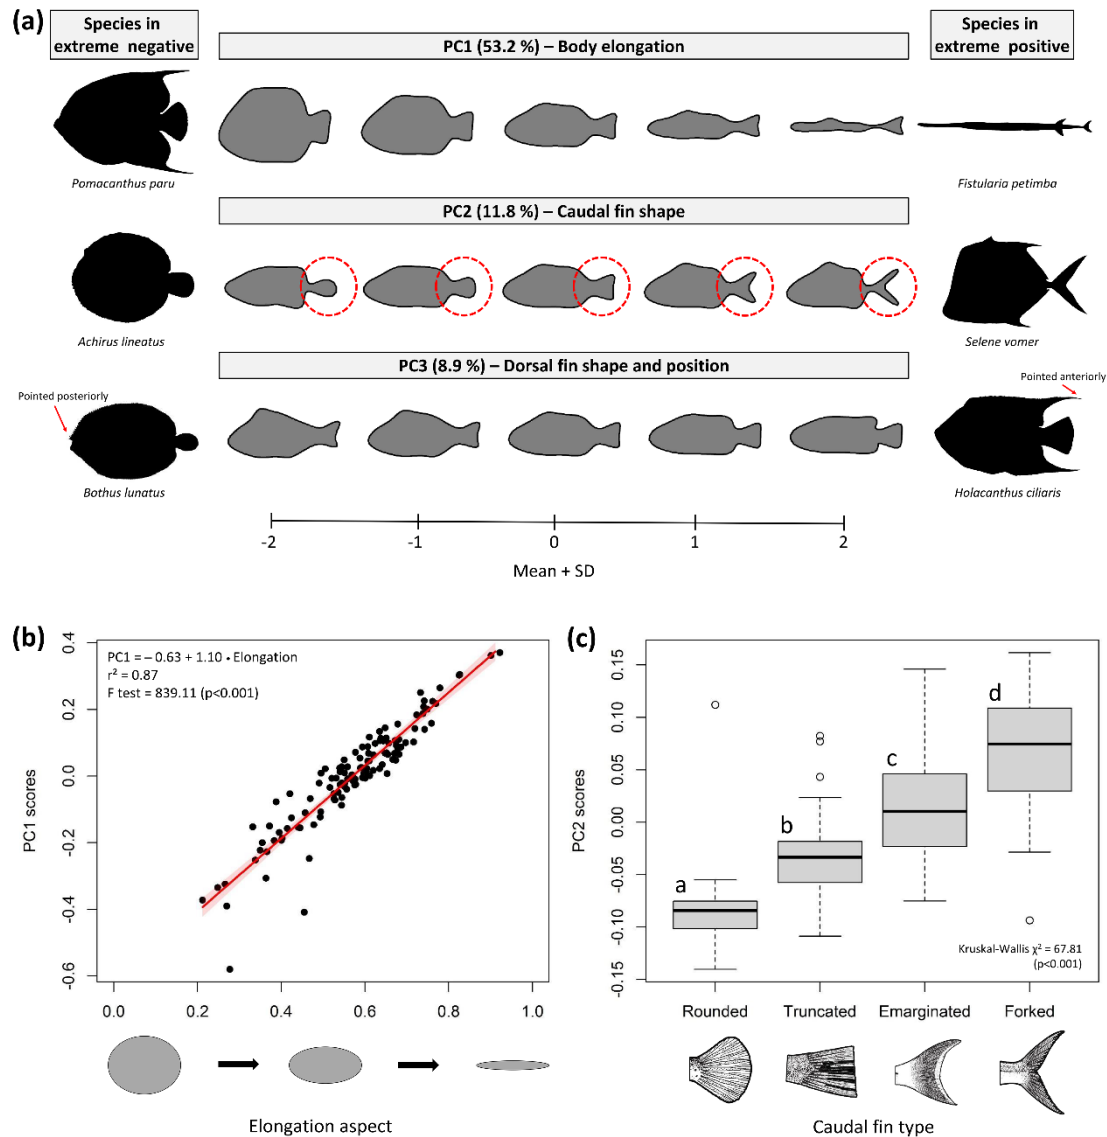 (a)
Species in
extreme negative
PC1 (53.2 %) – Body elongation
Species in
extreme positive
Pomacanthus paru
Fistularia petimba
PC2 (11.8 %) – Caudal fin shape
Achirus lineatus
Selene vomer
PC3 (8.9 %) – Dorsal fin shape and position
Pointed posteriorly
Pointed anteriorly
Bothus lunatus
Holacanthus ciliaris
-2 -1 0 1 2
Mean + SD
(b)
PC1 = – 0.63 + 1.10 • Elongation
r² = 0.87
F test = 839.11 (p<0.001)
PC1 scores
0.4
0.2
0.0
-0.2
-0.4
-0.6
0.0 0.2 0.4 0.6 0.8 1.0
Elongation aspect
(c)
PC2 scores
0.15
0.10
0.05
0.00
-0.05
-0.10
-0.15
a
b
c
d
Kruskal-Wallis χ² = 67.81
(p<0.001)
Rounded Truncated Emarginated Forked
Caudal fin type